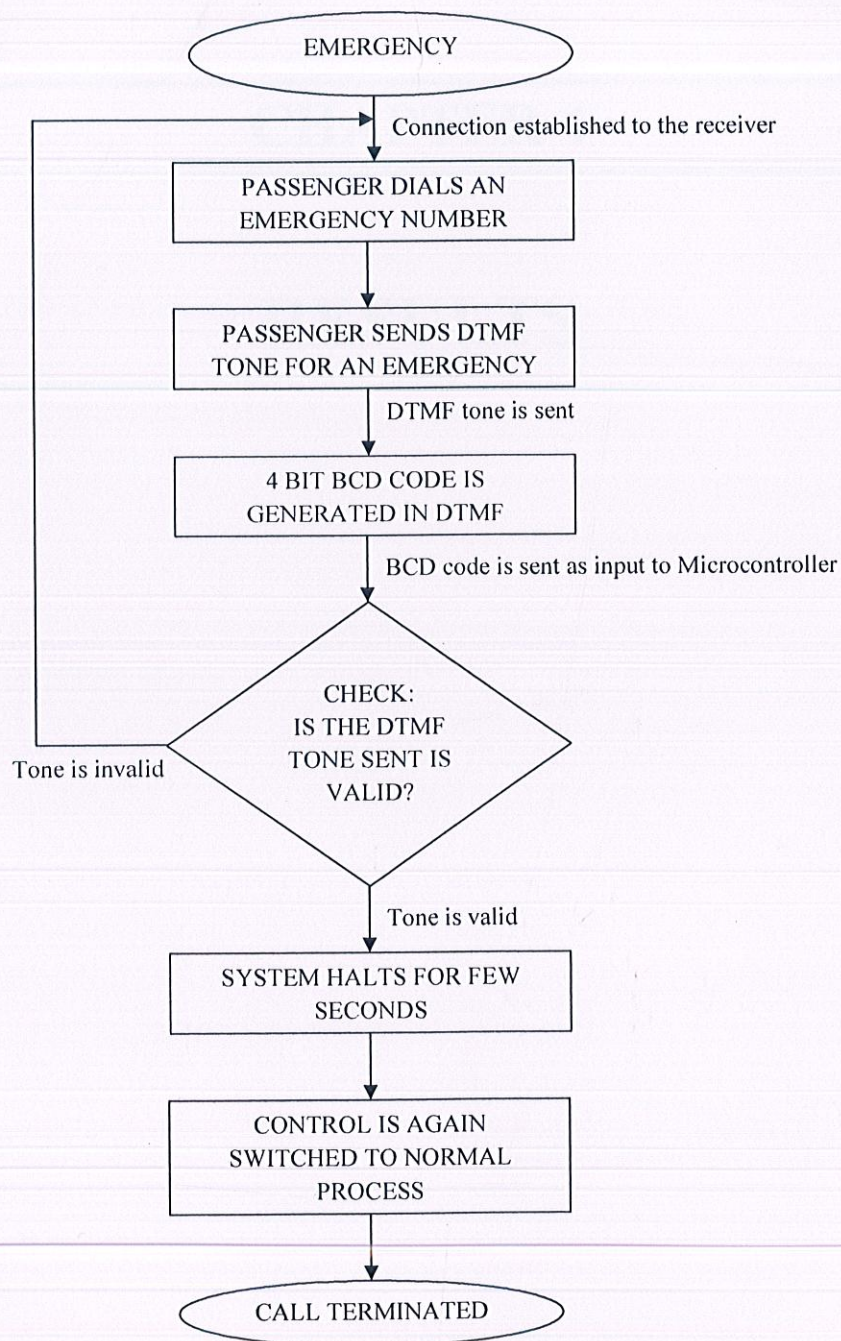 EMERGENCY
Connection established to the receiver
PASSENGER DIALS AN
EMERGENCY NUMBER
PASSENGER SENDS DTMF
TONE FOR AN EMERGENCY
DTMF tone is sent
4 BIT BCD CODE IS
GENERATED IN DTMF
BCD code is sent as input to Microcontroller
CHECK:
IS THE DTMF
TONE SENT IS
VALID?
Tone is invalid
Tone is valid
SYSTEM HALTS FOR FEW
SECONDS
CONTROL IS AGAIN
SWITCHED TO NORMAL
PROCESS
CALL TERMINATED